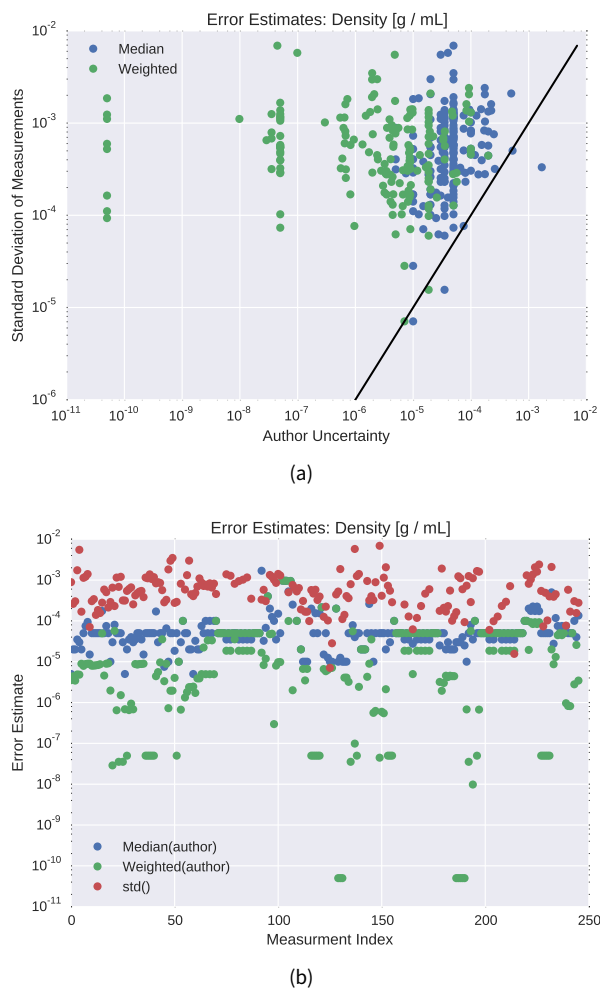 Error Estimates: Density [g / mL]
Median
Weighted
Standard Deviation of Measurements
10^-2
10^-3
10^-4
10^-5
10^-6
10^-11 10^-10 10^-9 10^-8 10^-7 10^-6 10^-5 10^-4 10^-3 10^-2
Author Uncertainty
(a)
Error Estimates: Density [g / mL]
Error Estimate
10^-2
10^-3
10^-4
10^-5
10^-6
10^-7
10^-8
10^-9
10^-10
10^-11
Median(author)
Weighted(author)
std()
0 50 100 150 200 250
Measurment Index
(b)